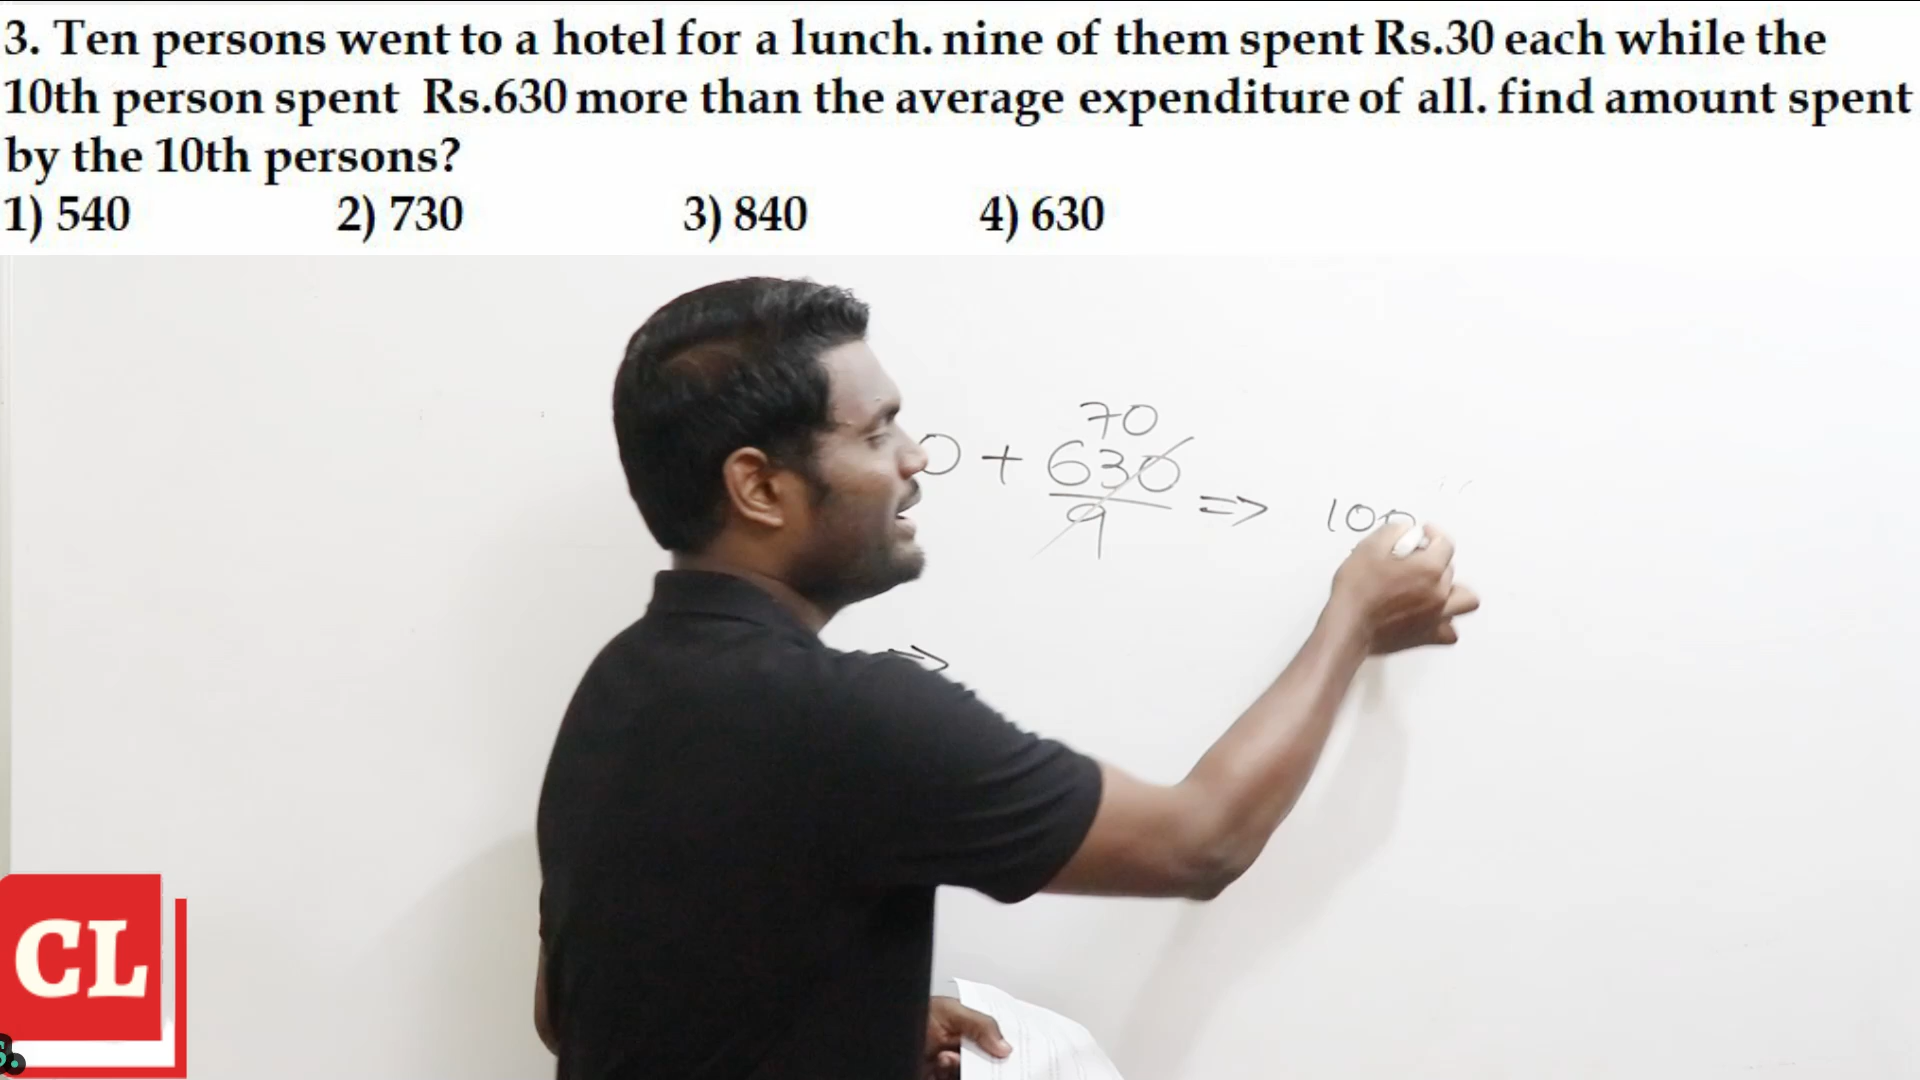 3. Ten persons went to a hotel for a lunch. nine of them spent Rs.30 each while the
10th person spent Rs.630 more than the average expenditure of all. find amount spent
by the 10th persons?
1) 540 2) 730 3) 840 4) 630
70
0 + 630 => 100
9
CL
s.